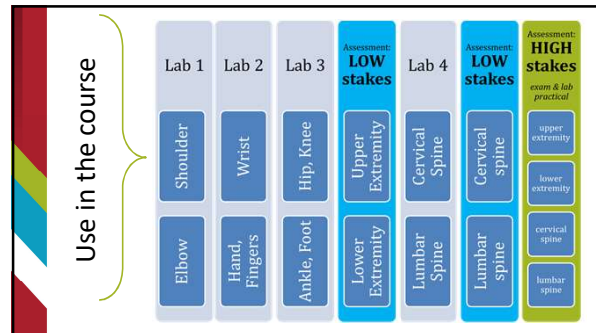 Use in the course
Lab 1
Shoulder
Elbow
Lab 2
Wrist
Hand,
Fingers
Lab 3
Hip, Knee
Ankle, Foot
Assessment:
LOW
stakes
Upper
Extremity
Lower
Extremity
Lab 4
Cervical
Spine
Lumbar
Spine
Assessment:
LOW
stakes
Cervical
spine
Lumbar
spine
Assessment:
HIGH
stakes
exam & lab
practical
upper
extremity
lower
extremity
cervical
spine
lumbar
spine